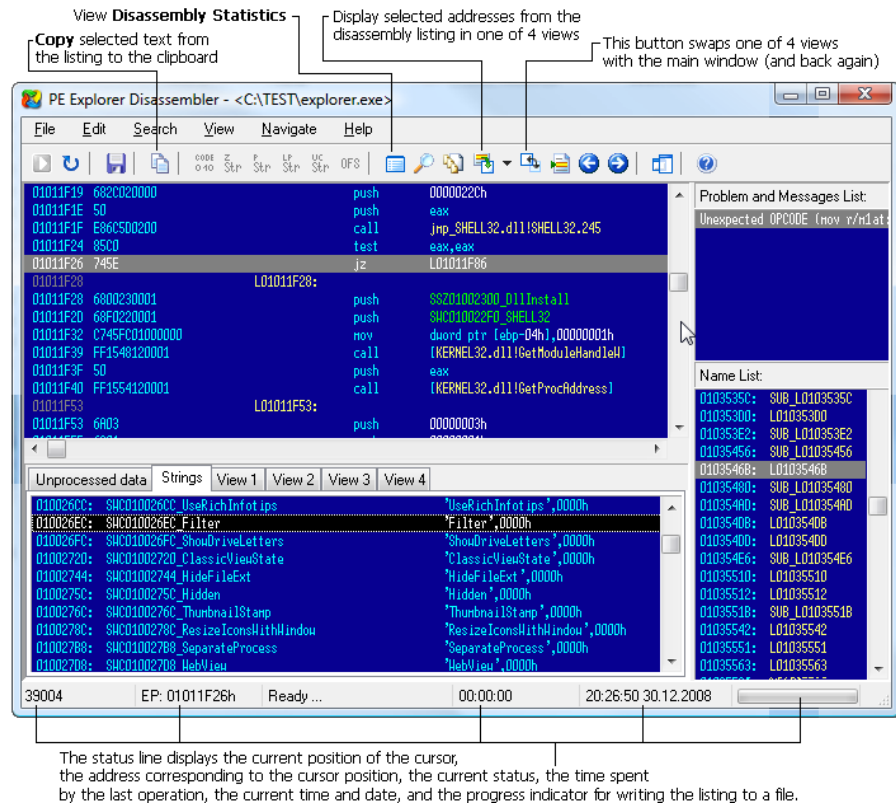 View Disassembly Statistics
Display selected addresses from the
disassembly listing in one of 4 views
Copy selected text from
the listing to the clipboard
This button swaps one of 4 views
with the main window (and back again)
PE Explorer Disassembler - <C:\TEST\explorer.exe>
File Edit Search View Navigate Help
CODE 040 Z Str P Str LP Str UC Str OFS
01011F19 682C020000 push 0000022Ch
01011F1E 50 push eax
01011F1F E86C5D0200 call jmp_SHELL32.dll!SHELL32.245
01011F24 85C0 test eax,eax
01011F26 745E jz L01011F86
01011F28 L01011F28:
01011F28 6800230001 push SSZ01002300_DllInstall
01011F2D 68F0220001 push SWC010022F0_SHELL32
01011F32 C745FC01000000 mov dword ptr [ebp-04h],00000001h
01011F39 FF1548120001 call [KERNEL32.dll!GetModuleHandleW]
01011F3F 50 push eax
01011F40 FF1554120001 call [KERNEL32.dll!GetProcAddress]
01011F53 L01011F53:
01011F53 6A03 push 00000003h
Problem and Messages List:
Unexpected OPCODE (mov r/m1at:
Name List:
0103535C: SUB_L0103535C
010353D0: L010353D0
010353E2: SUB_L010353E2
01035456: SUB_L01035456
0103546B: L0103546B
01035480: SUB_L01035480
010354AD: SUB_L010354AD
010354DB: L010354DB
010354DD: L010354DD
010354E6: SUB_L010354E6
01035510: L01035510
01035512: L01035512
0103551B: SUB_L0103551B
01035542: L01035542
01035551: L01035551
01035563: L01035563
Unprocessed data Strings View 1 View 2 View 3 View 4
010026CC: SWC010026CC_UseRichInfotips 'UseRichInfotips',0000h
010026EC: SWC010026EC_Filter 'Filter',0000h
010026FC: SWC010026FC_ShowDriveLetters 'ShowDriveLetters',0000h
01002720: SWC01002720_ClassicViewState 'ClassicViewState',0000h
01002744: SWC01002744_HideFileExt 'HideFileExt',0000h
0100275C: SWC0100275C_Hidden 'Hidden',0000h
0100276C: SWC0100276C_ThumbnailStamp 'ThumbnailStamp',0000h
0100278C: SWC0100278C_ResizeIconsWithWindow 'ResizeIconsWithWindow',0000h
010027B8: SWC010027B8_SeparateProcess 'SeparateProcess',0000h
010027D8: SWC010027D8_WebView 'WebView',0000h
39004 EP: 01011F26h Ready ... 00:00:00 20:26:50 30.12.2008
The status line displays the current position of the cursor,
the address corresponding to the cursor position, the current status, the time spent
by the last operation, the current time and date, and the progress indicator for writing the listing to a file.